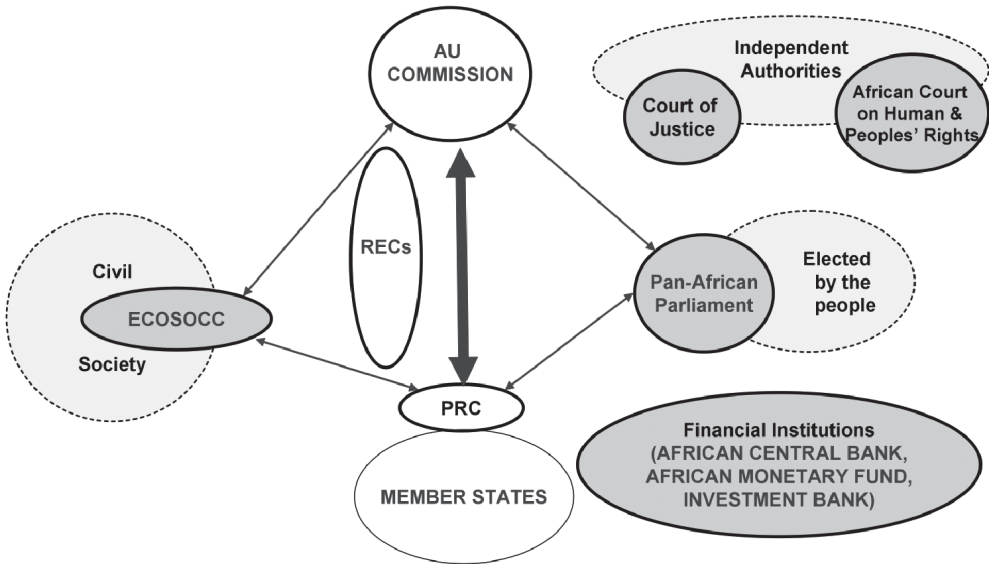 AU
COMMISSION
Independent
Authorities
Court of
Justice
African Court
on Human &
Peoples' Rights
RECs
Civil
ECOSOCC
Society
Pan-African
Parliament
Elected
by the
people
PRC
MEMBER STATES
Financial Institutions
(AFRICAN CENTRAL BANK,
AFRICAN MONETARY FUND,
INVESTMENT BANK)